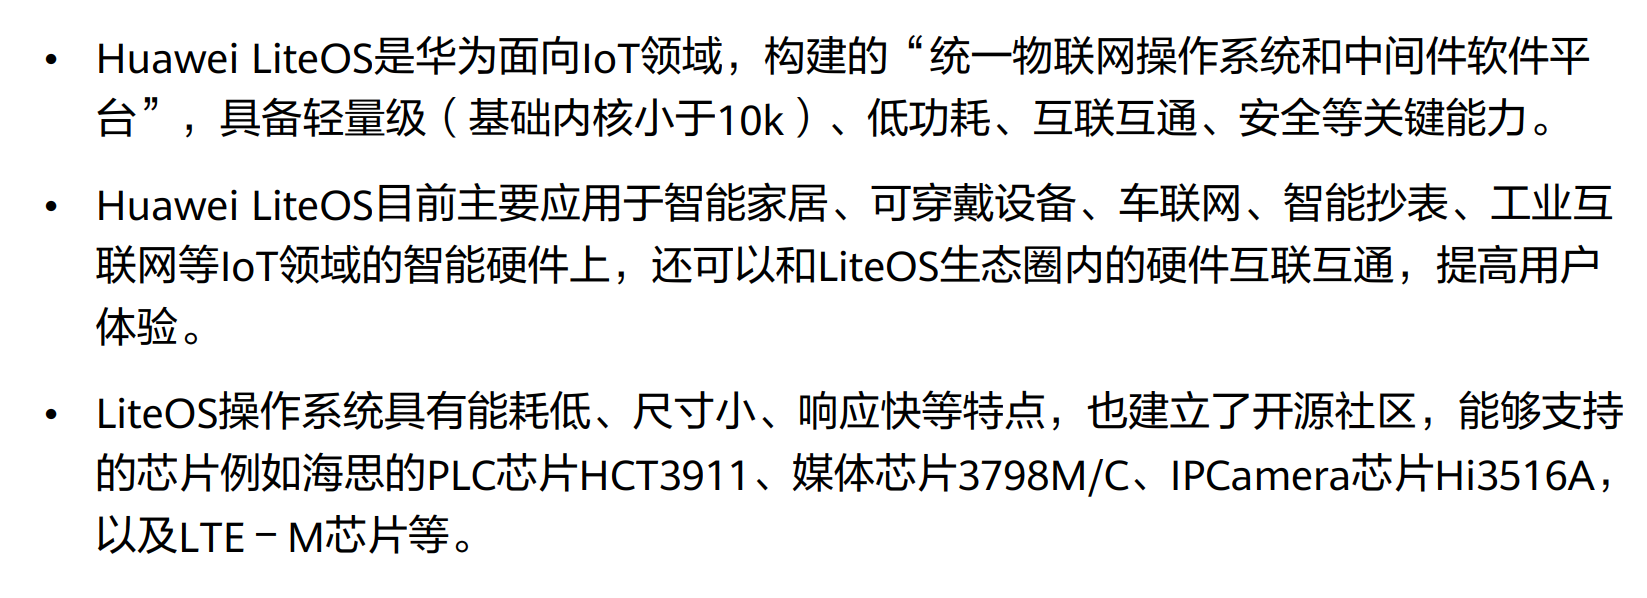 • Huawei LiteOS是华为面向IoT领域，构建的“统一物联网操作系统和中间件软件平
台”，具备轻量级（基础内核小于10k）、低功耗、互联互通、安全等关键能力。
• Huawei LiteOS目前主要应用于智能家居、可穿戴设备、车联网、智能抄表、工业互
联网等IoT领域的智能硬件上，还可以和LiteOS生态圈内的硬件互联互通，提高用户
体验。
• LiteOS操作系统具有能耗低、尺寸小、响应快等特点，也建立了开源社区，能够支持
的芯片例如海思的PLC芯片HCT3911、媒体芯片3798M/C、IPCamera芯片Hi3516A，
以及LTE－M芯片等。